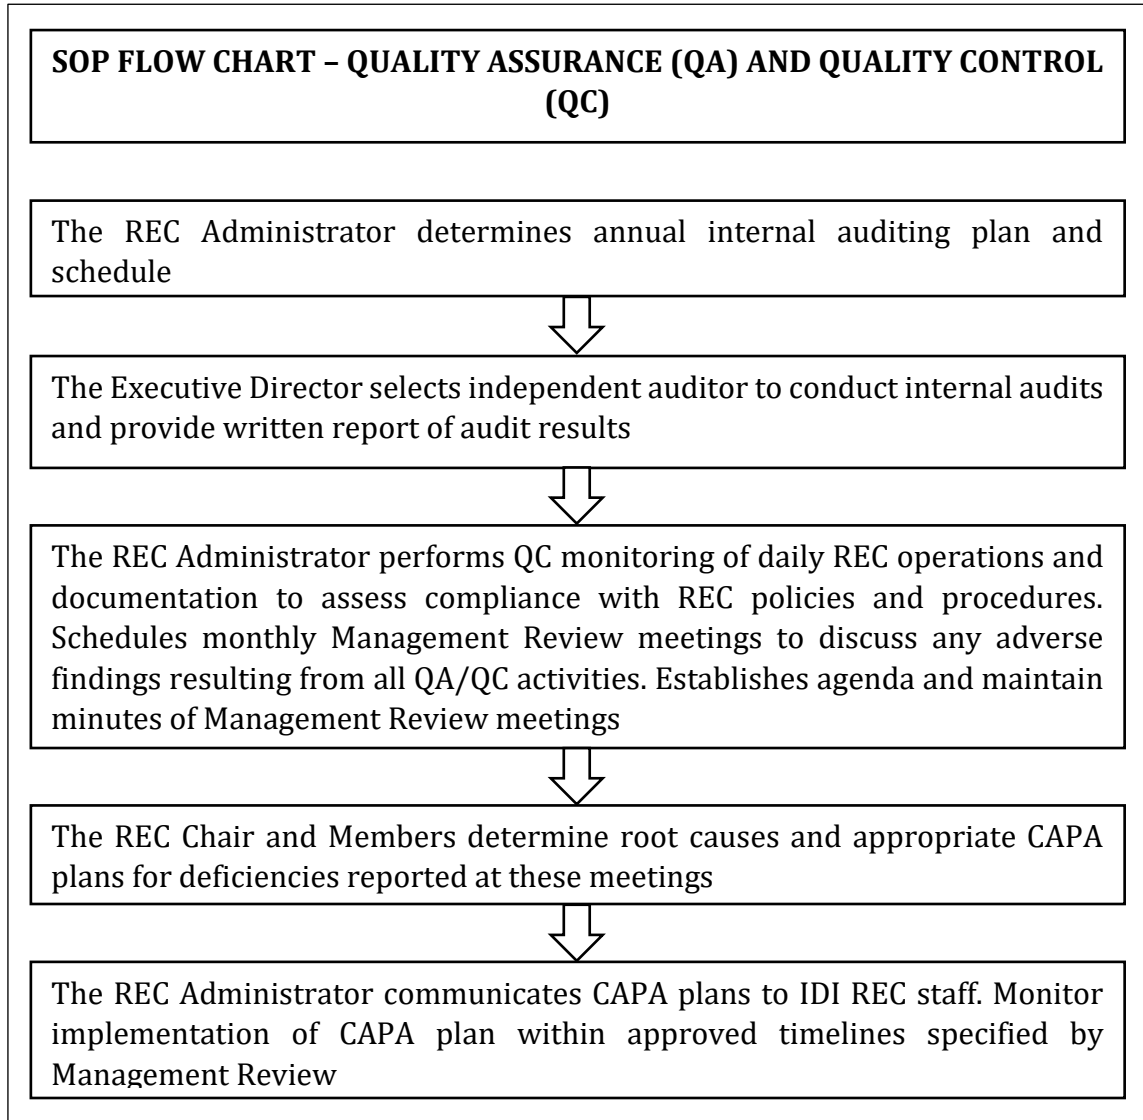 SOP FLOW CHART – QUALITY ASSURANCE (QA) AND QUALITY CONTROL
(QC)
The REC Administrator determines annual internal auditing plan and
schedule
The Executive Director selects independent auditor to conduct internal audits
and provide written report of audit results
The REC Administrator performs QC monitoring of daily REC operations and
documentation to assess compliance with REC policies and procedures.
Schedules monthly Management Review meetings to discuss any adverse
findings resulting from all QA/QC activities. Establishes agenda and maintain
minutes of Management Review meetings
The REC Chair and Members determine root causes and appropriate CAPA
plans for deficiencies reported at these meetings
The REC Administrator communicates CAPA plans to IDI REC staff. Monitor
implementation of CAPA plan within approved timelines specified by
Management Review